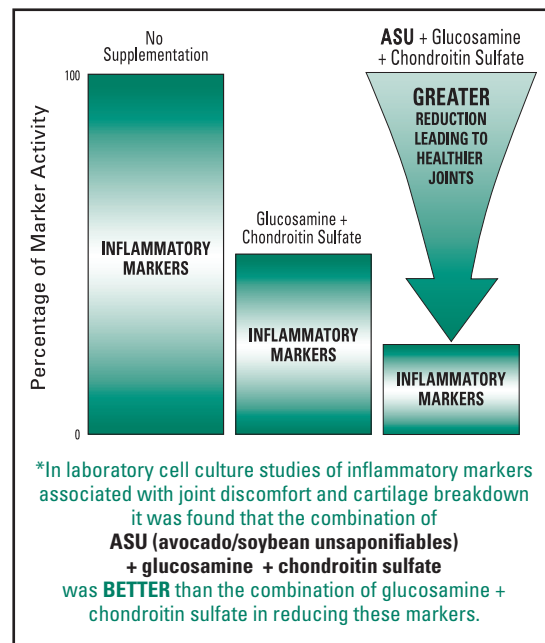 No
Supplementation
ASU + Glucosamine
+ Chondroitin Sulfate
100
GREATER
REDUCTION
LEADING TO
HEALTHIER
JOINTS
Percentage of Marker Activity
Glucosamine +
Chondroitin Sulfate
INFLAMMATORY
MARKERS
INFLAMMATORY
MARKERS
INFLAMMATORY
MARKERS
0
*In laboratory cell culture studies of inflammatory markers
associated with joint discomfort and cartilage breakdown
it was found that the combination of
ASU (avocado/soybean unsaponifiables)
+ glucosamine + chondroitin sulfate
was BETTER than the combination of glucosamine +
chondroitin sulfate in reducing these markers.